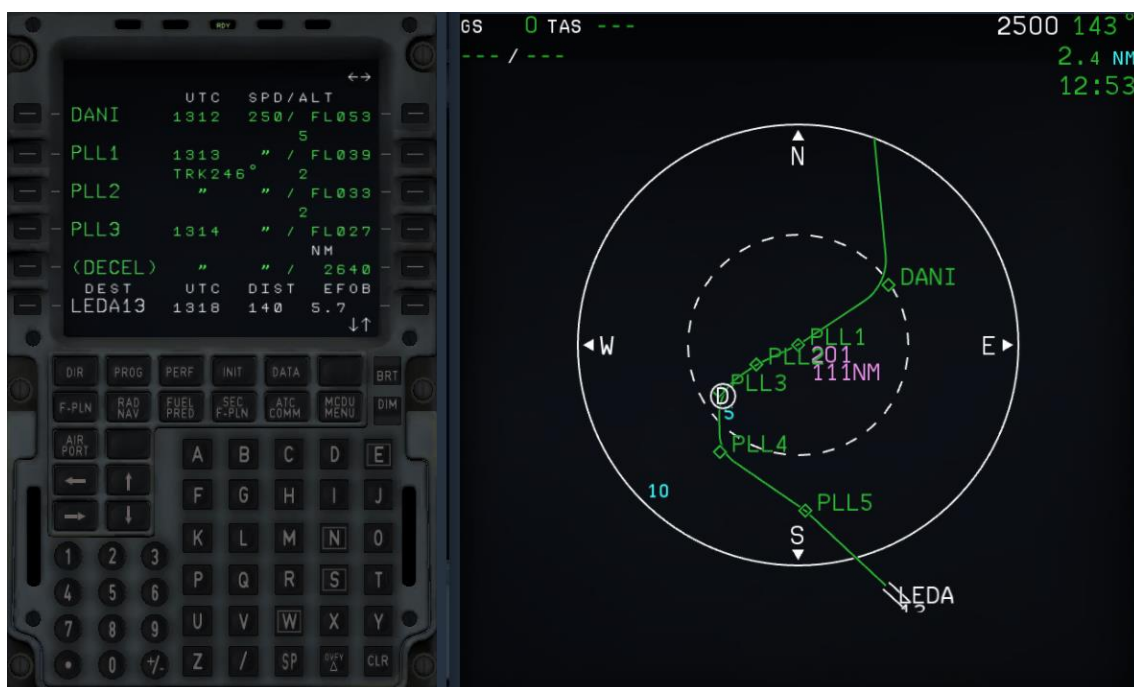 RDY
←→
UTC SPD/ALT
DANI 1312 250/ FL053
5
PLL1 1313 " / FL039
TRK246° 2
PLL2 " " / FL033
2
PLL3 1314 " / FL027
NM
(DECEL) " " / 2640
DEST UTC DIST EFOB
LEDA13 1318 140 5.7
↓↑
DIR PROG PERF INIT DATA BRT
F-PLN RAD NAV FUEL PRED SEC F-PLN ATC COMM MCDU MENU DIM
AIR PORT
← ↑
→ ↓
A B C D E
F G H I J
K L M N O
P Q R S T
U V W X Y
Z / SP OVFY Δ CLR
1 2 3
4 5 6
7 8 9
• 0 +/-
GS 0 TAS ---
--- / ---
2500 143°
2.4 NM
12:53
N
DANI
W
PLL1
E
PLL2
201
111NM
PLL3
D
5
PLL4
10
PLL5
S
LEDA